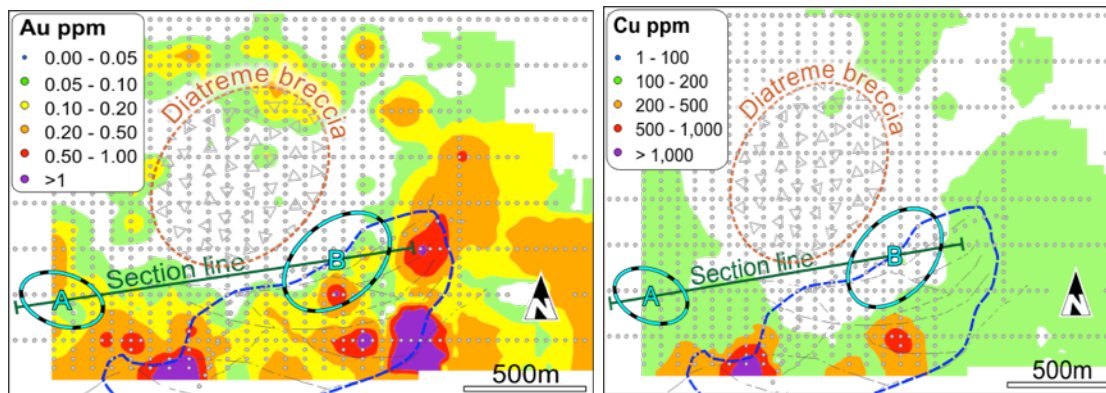 Au ppm
0.00 - 0.05
0.05 - 0.10
0.10 - 0.20
0.20 - 0.50
0.50 - 1.00
>1
Diatreme breccia
A
Section line
B
N
500m
Cu ppm
1 - 100
100 - 200
200 - 500
500 - 1,000
> 1,000
Diatreme breccia
A
Section line
B
N
500m